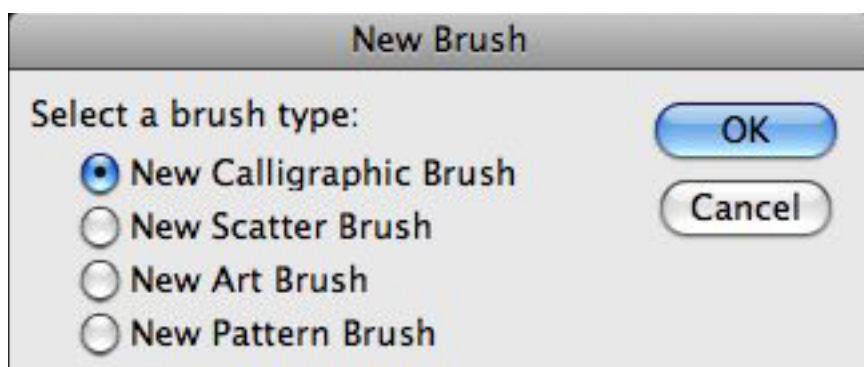 New Brush
Select a brush type:
OK
New Calligraphic Brush
Cancel
New Scatter Brush
New Art Brush
New Pattern Brush